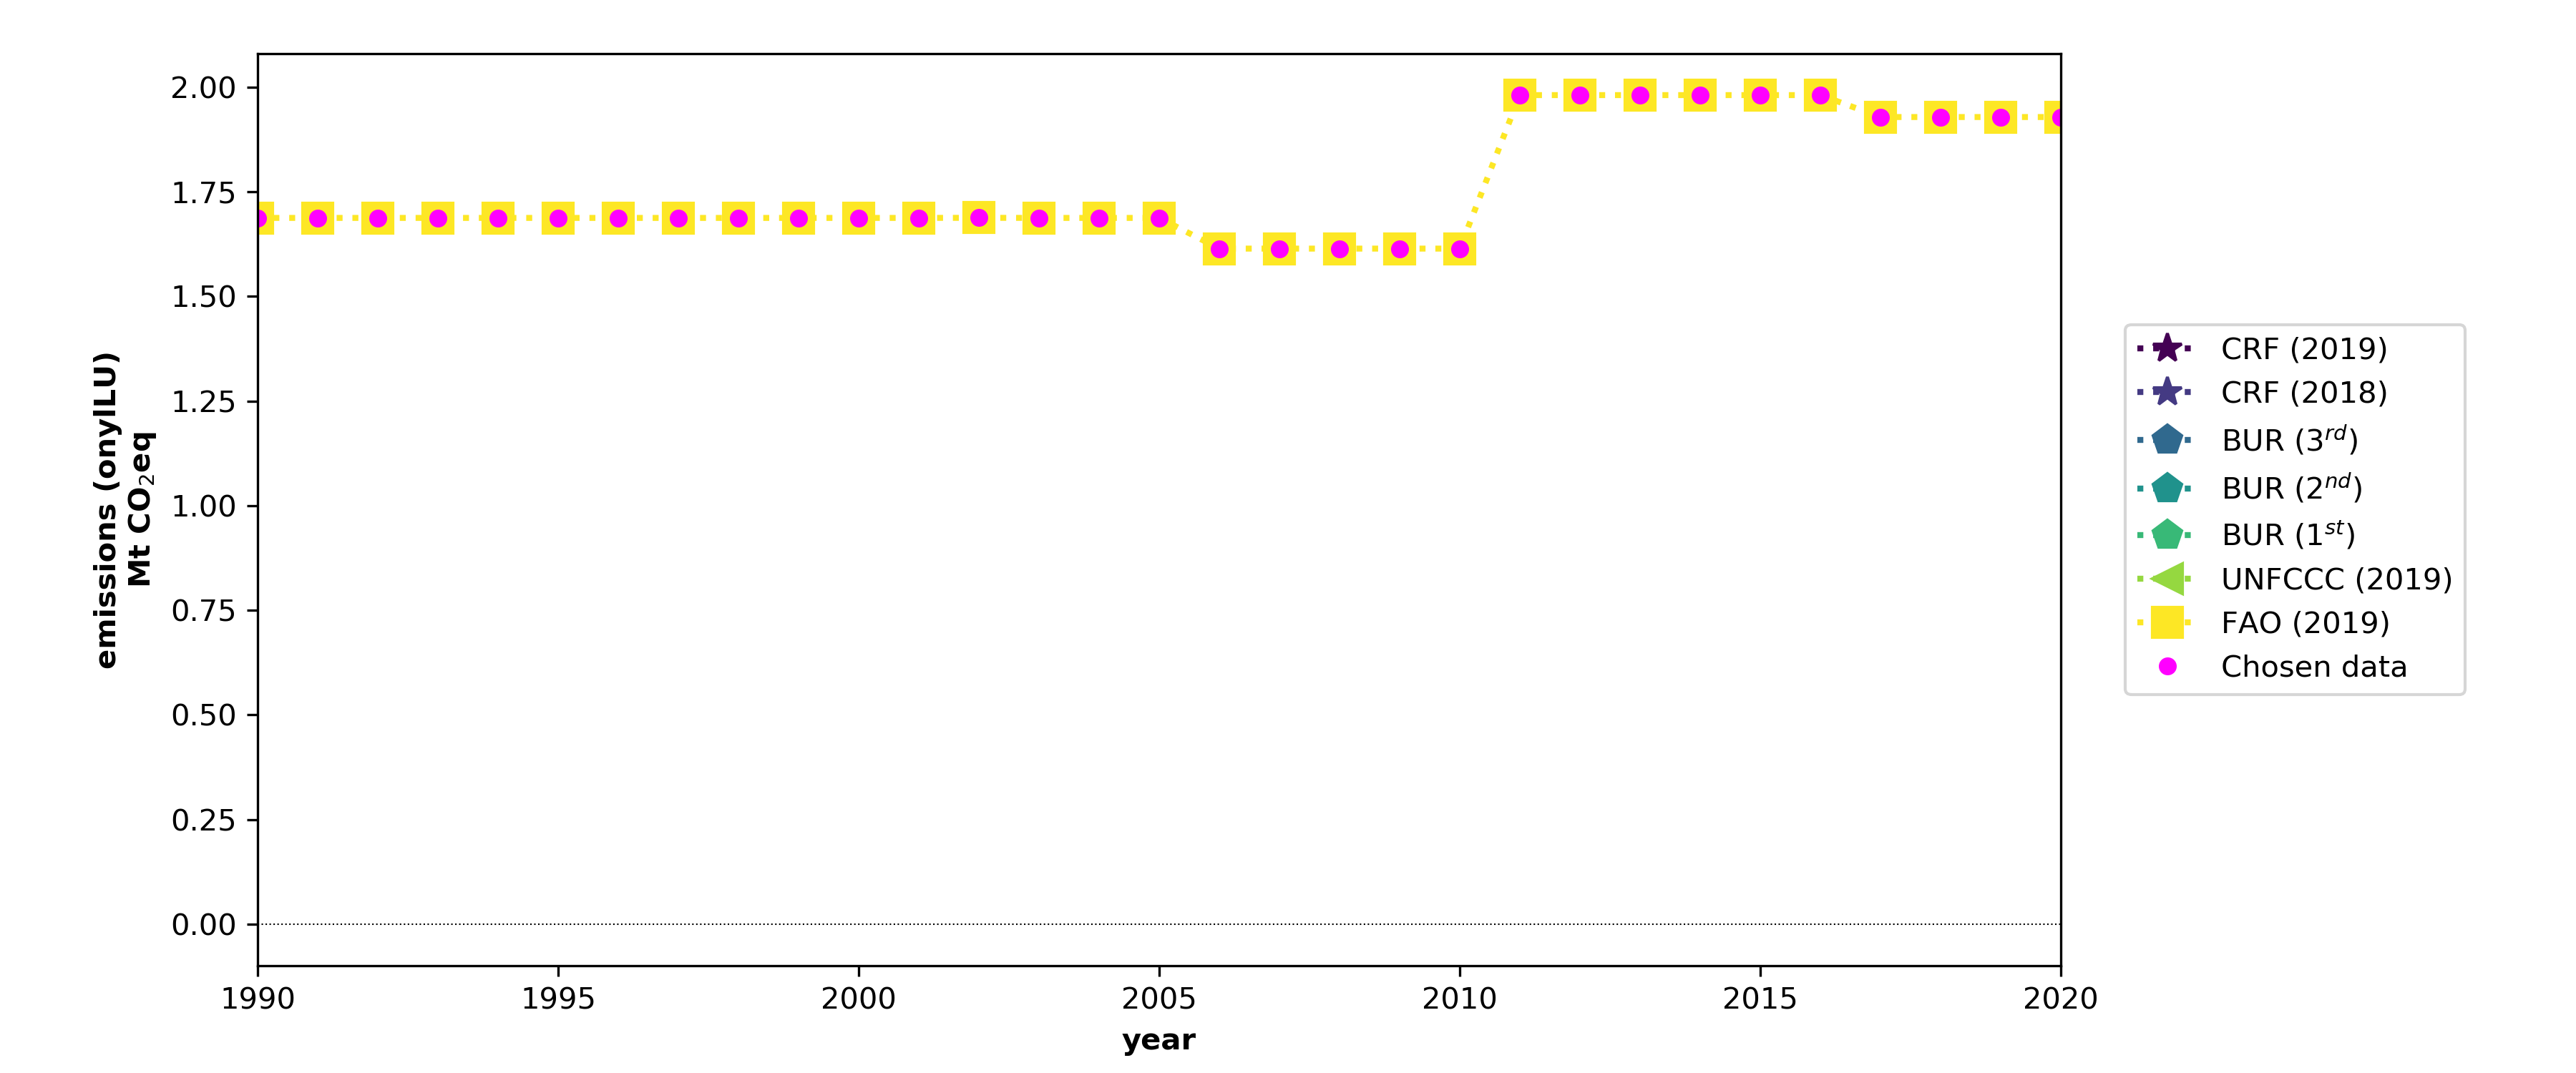 2.00
1.75
1.50
1.25
1.00
0.75
0.50
0.25
0.00
emissions (onylLU)
Mt CO₂eq
1990 1995 2000 2005 2010 2015 2020
year
CRF (2019)
CRF (2018)
BUR (3ʳᵈ)
BUR (2ⁿᵈ)
BUR (1ˢᵗ)
UNFCCC (2019)
FAO (2019)
Chosen data